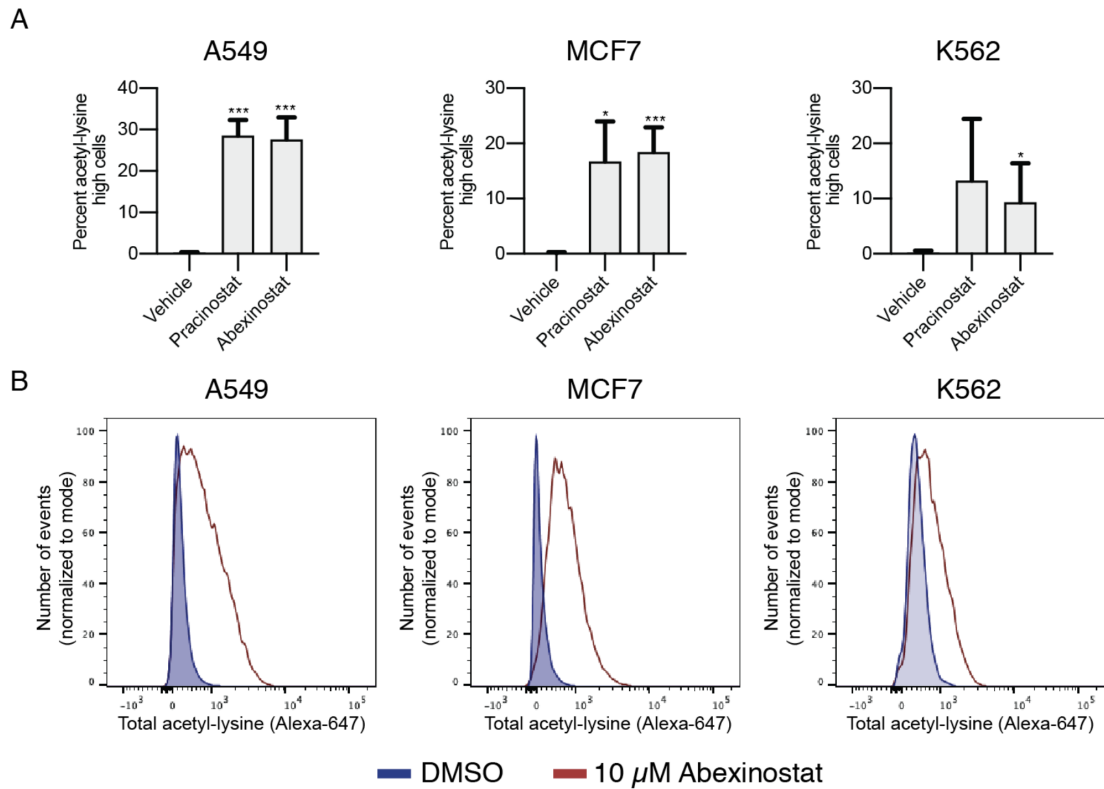 A
A549
MCF7
K562
Percent acetyl-lysine
high cells
40
30
20
10
0
***
***
Vehicle
Pracinostat
Abexinostat
Percent acetyl-lysine
high cells
30
20
10
0
*
***
Vehicle
Pracinostat
Abexinostat
Percent acetyl-lysine
high cells
30
20
10
0
*
Vehicle
Pracinostat
Abexinostat
B
A549
MCF7
K562
Number of events
(normalized to mode)
100
80
60
40
20
0
-10³ 0 10³ 10⁴ 10⁵
Total acetyl-lysine (Alexa-647)
Number of events
(normalized to mode)
100
80
60
40
20
0
-10³ 0 10³ 10⁴ 10⁵
Total acetyl-lysine (Alexa-647)
Number of events
(normalized to mode)
100
80
60
40
20
0
-10³ 0 10³ 10⁴ 10⁵
Total acetyl-lysine (Alexa-647)
DMSO
10 µM Abexinostat